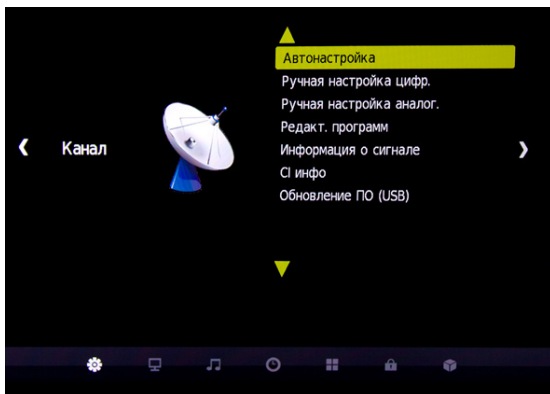 Канал
Автонастройка
Ручная настройка цифр.
Ручная настройка аналог.
Редакт. программ
Информация о сигнале
CI инфо
Обновление ПО (USB)